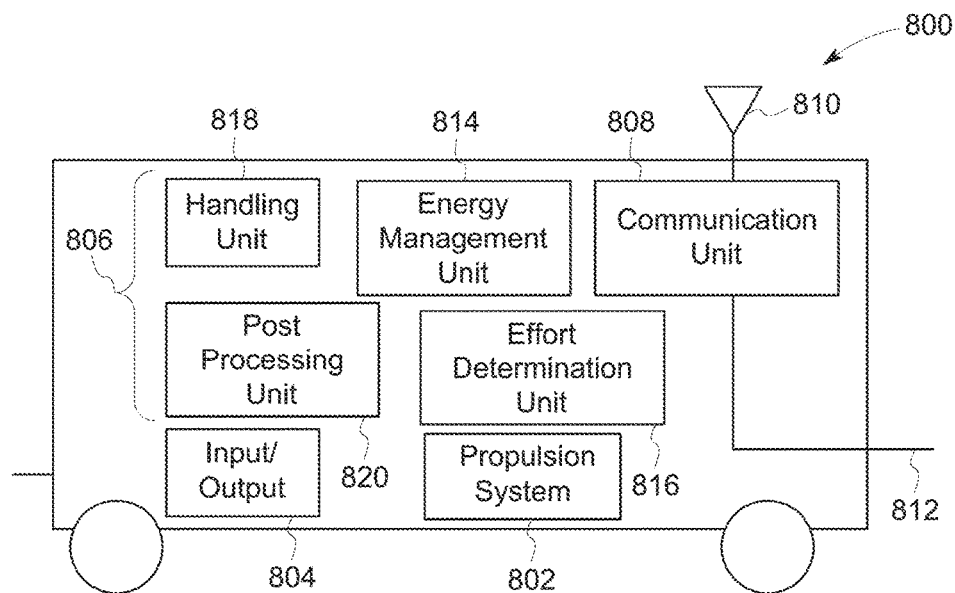 800
810
818
814
808
Handling
Unit
Energy
Management
Unit
Communication
Unit
806
Post
Processing
Unit
Effort
Determination
Unit
Input/
Output
820
Propulsion
System
816
812
804
802